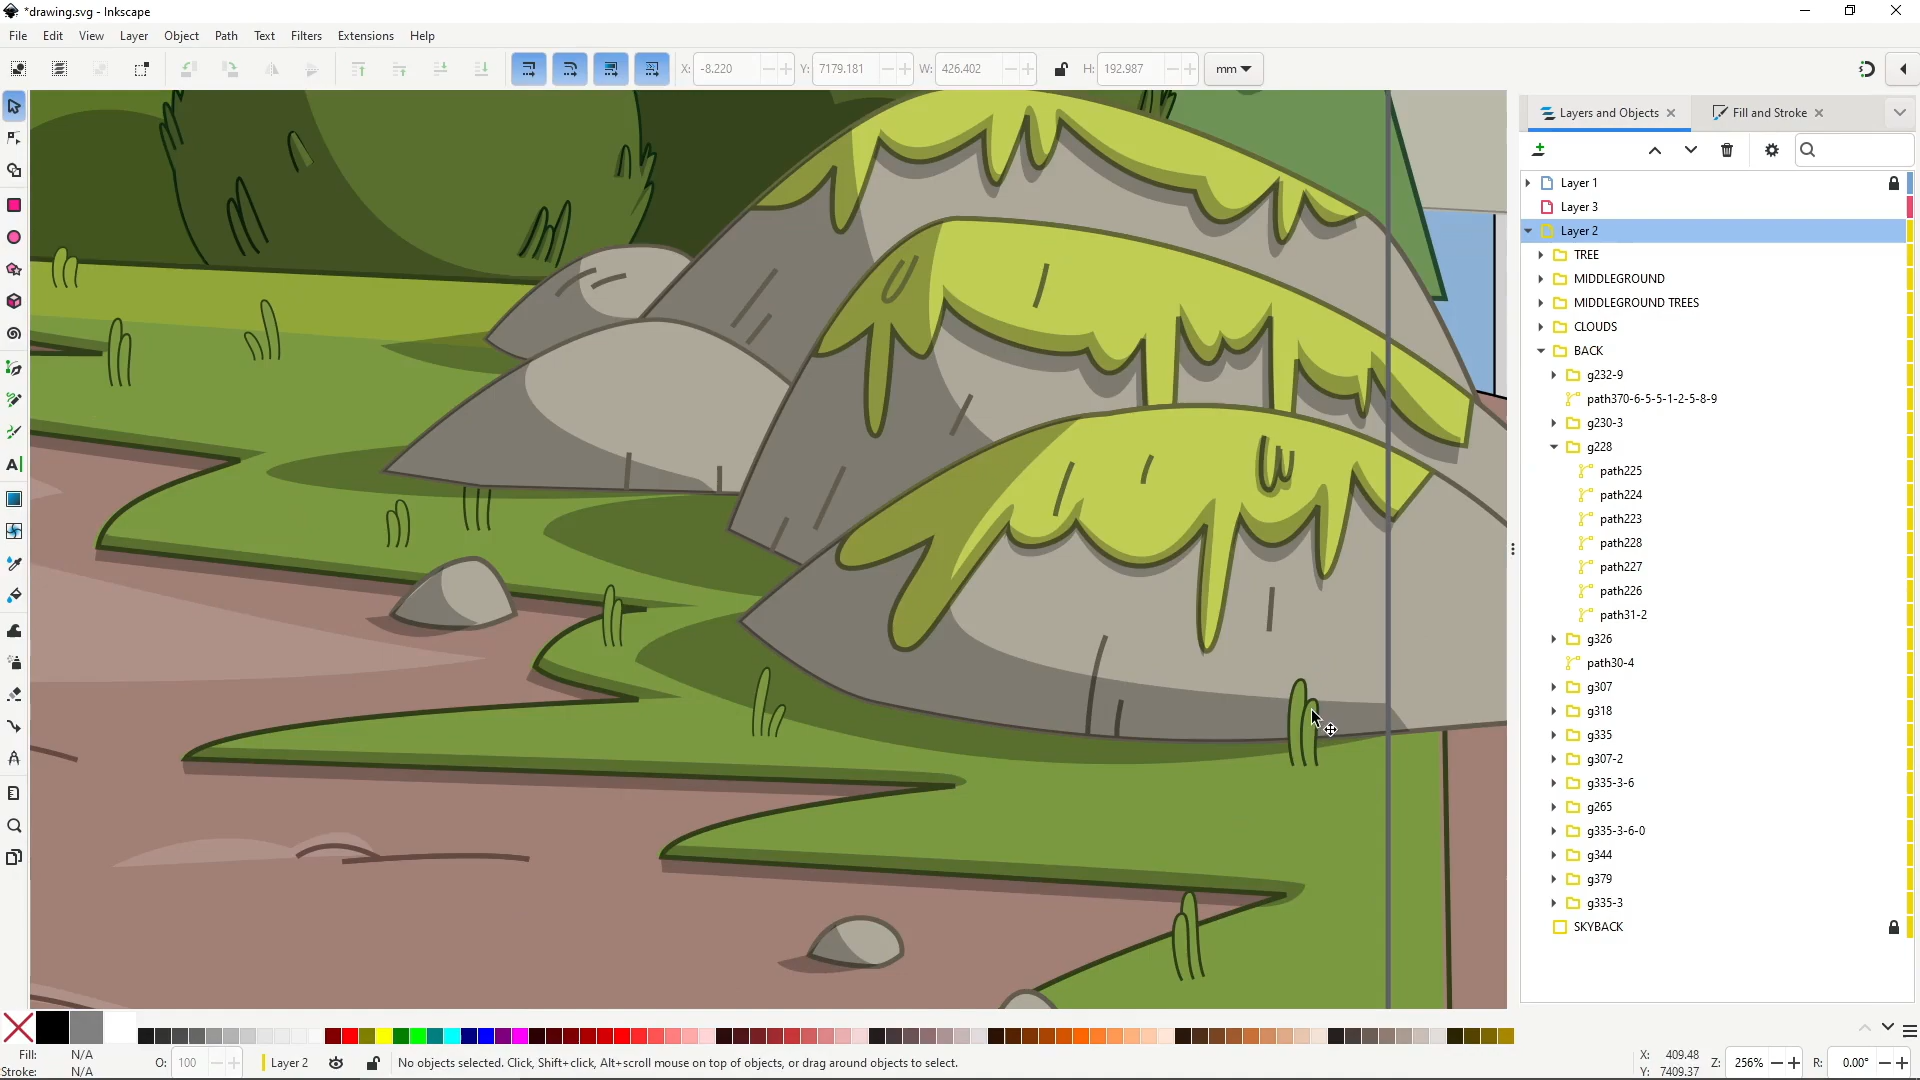 *drawing.svg - Inkscape
File Edit View Layer Object Path Text Filters Extensions Help
X: -8.220 Y: 7179.181 W: 426.402 H: 192.987 mm
Layers and Objects Fill and Stroke
Layer 1
Layer 3
Layer 2
TREE
MIDDLEGROUND
MIDDLEGROUND TREES
CLOUDS
BACK
g232-9
path370-6-5-5-1-2-5-8-9
g230-3
g228
path225
path224
path223
path228
path227
path226
path31-2
g326
path30-4
g307
g318
g335
g307-2
g335-3-6
g265
g335-3-6-0
g344
g379
g335-3
SKYBACK
Fill: N/A
Stroke: N/A
O: 100
Layer 2
No objects selected. Click, Shift+click, Alt+scroll mouse on top of objects, or drag around objects to select.
X: 409.48
Y: 7409.37
Z: 256%
R: 0.00°